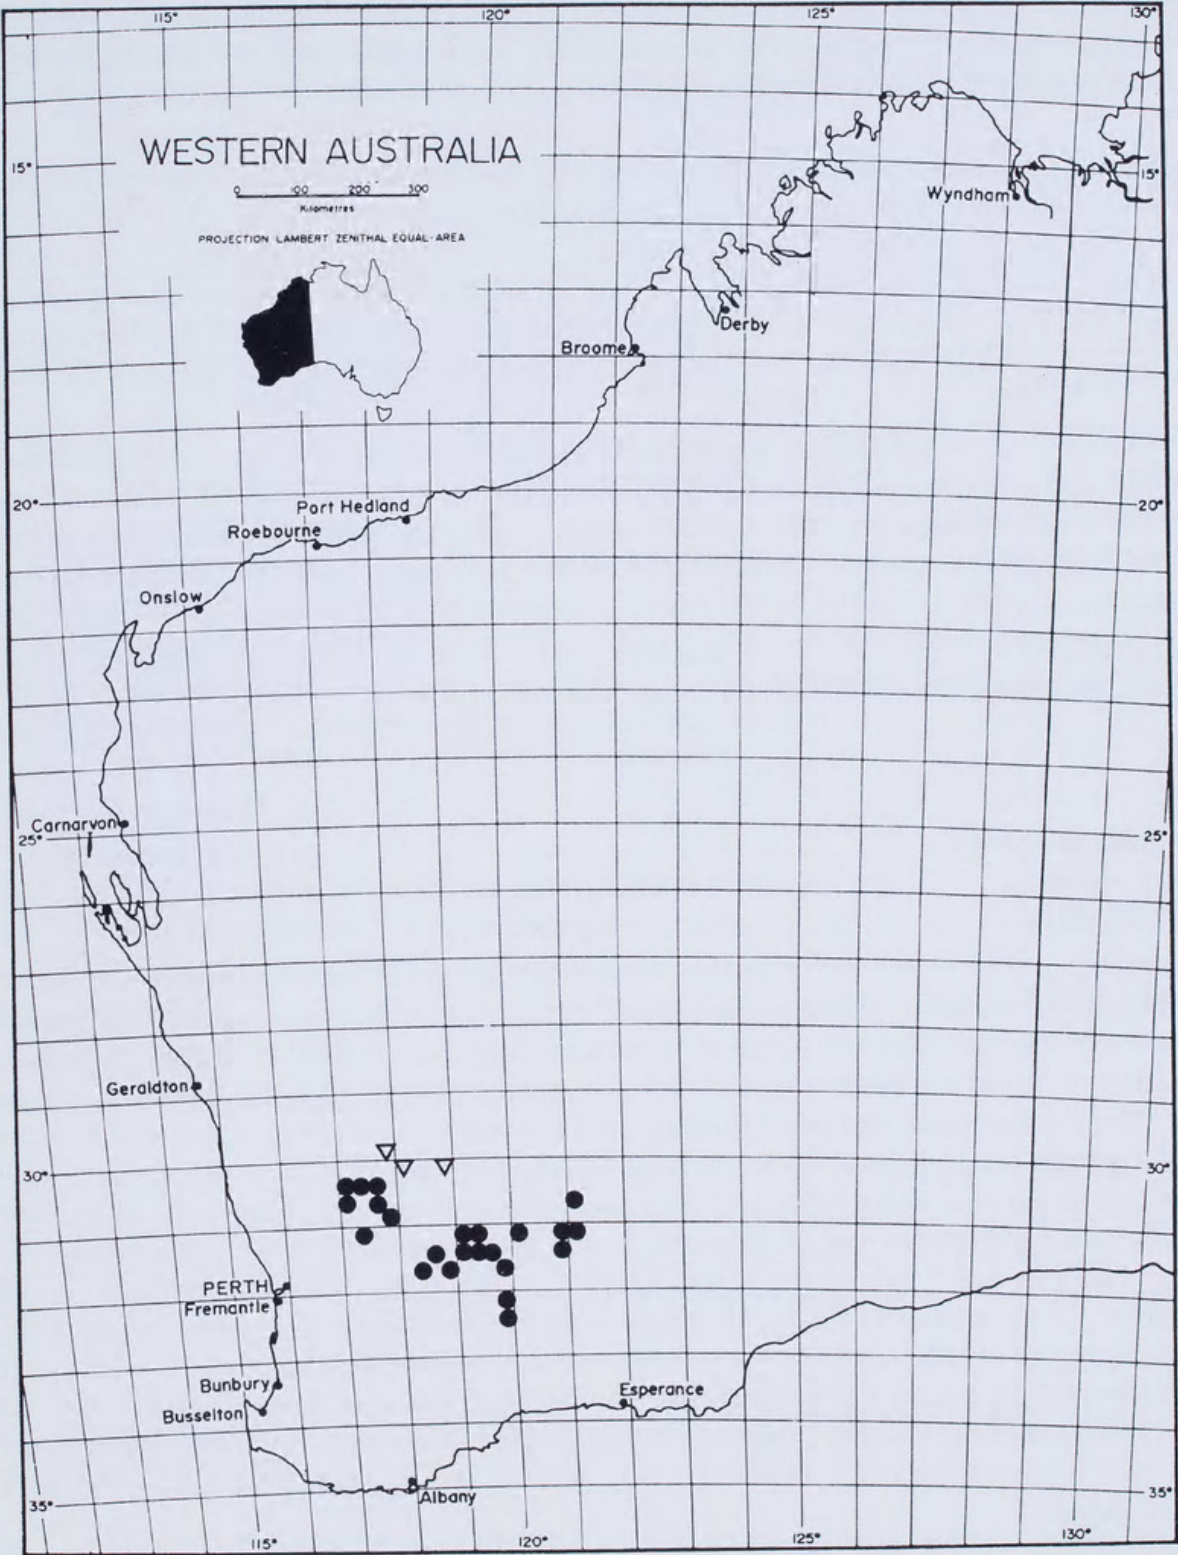 115° 120° 125° 130°
WESTERN AUSTRALIA
15° 15°
0 100 200 300
Kilometres
Wyndham
PROJECTION LAMBERT ZENITHAL EQUAL-AREA
Derby
Broome
20° 20°
Port Hedland
Roebourne
Onslow
Carnarvon
25° 25°
Geraldton
30° 30°
PERTH
Fremantle
Bunbury
Esperance
Busselton
Albany
35° 35°
115° 120° 125° 130°